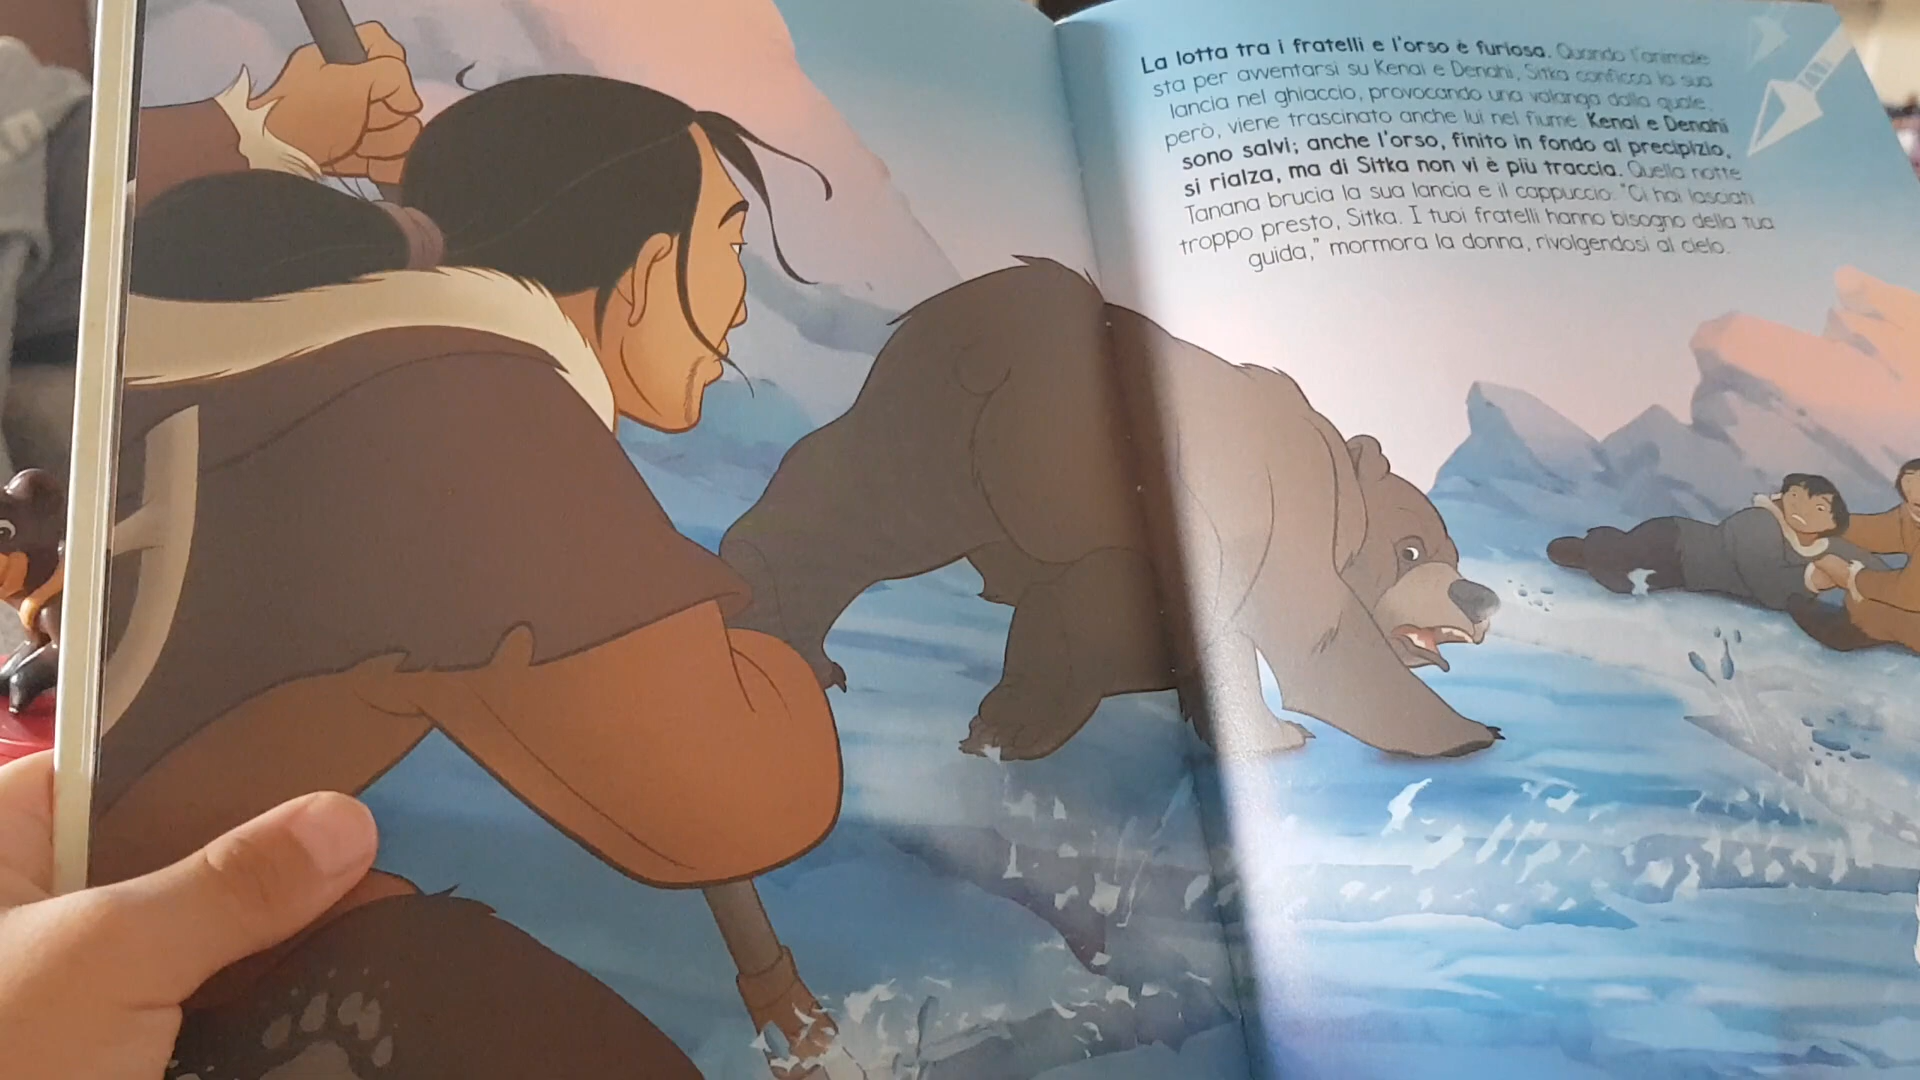 La lotta tra i fratelli e l'orso è furiosa. Quando l'animale
sta per avventarsi su Kenai e Denahi, Sitka conficca la sua
lancia nel ghiaccio, provocando una valanga dalla quale,
però, viene trascinato anche lui nel fiume. Kenai e Denahi
sono salvi; anche l'orso, finito in fondo al precipizio,
si rialza, ma di Sitka non vi è più traccia. Quella notte
Tanana brucia la sua lancia e il cappuccio: "Ci hai lasciati
troppo presto, Sitka. I tuoi fratelli hanno bisogno della tua
guida," mormora la donna, rivolgendosi al cielo.